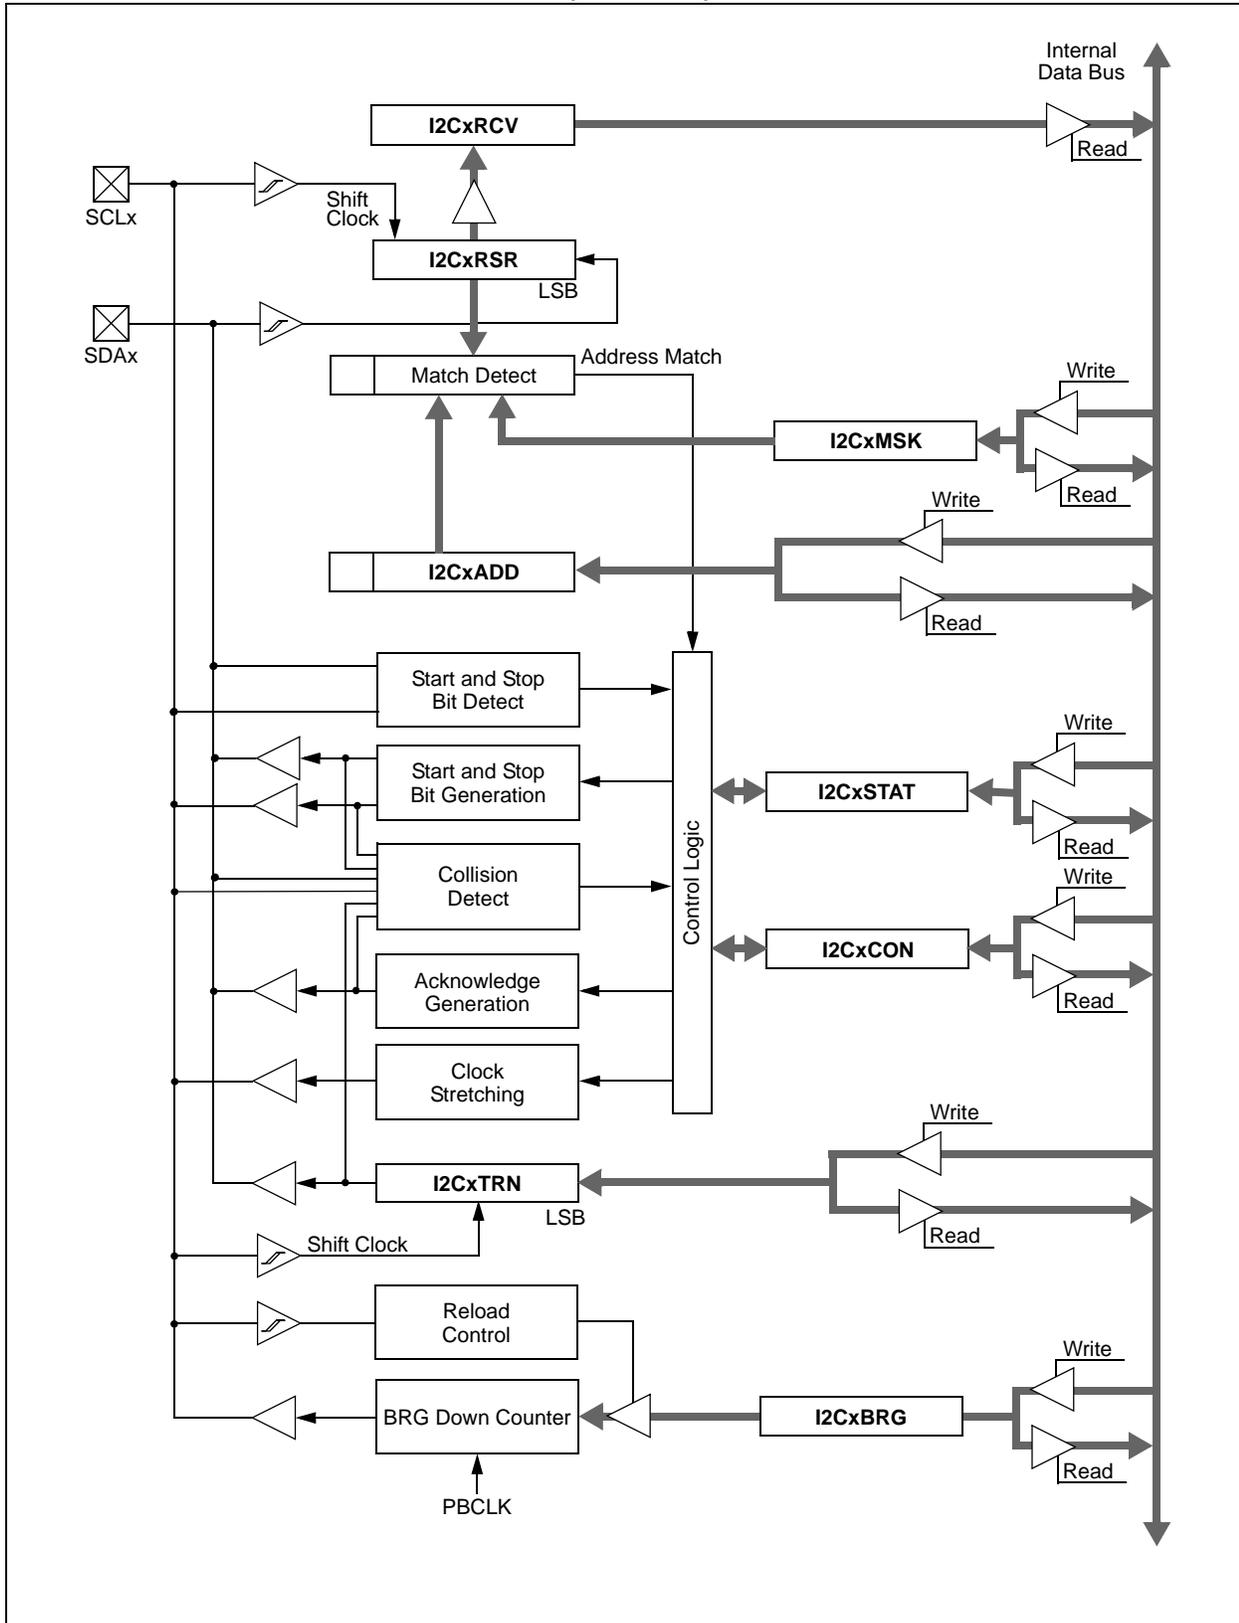 Internal
Data Bus
I2CxRCV
Read
SCLx
Shift
Clock
I2CxRSR
LSB
SDAx
Address Match
Match Detect
Write
I2CxMSK
Read
Write
I2CxADD
Read
Start and Stop
Bit Detect
Write
Start and Stop
Bit Generation
I2CxSTAT
Read
Collision
Detect
Control Logic
Write
I2CxCON
Read
Acknowledge
Generation
Clock
Stretching
Write
I2CxTRN
LSB
Read
Shift Clock
Reload
Control
Write
BRG Down Counter
I2CxBRG
Read
PBCLK